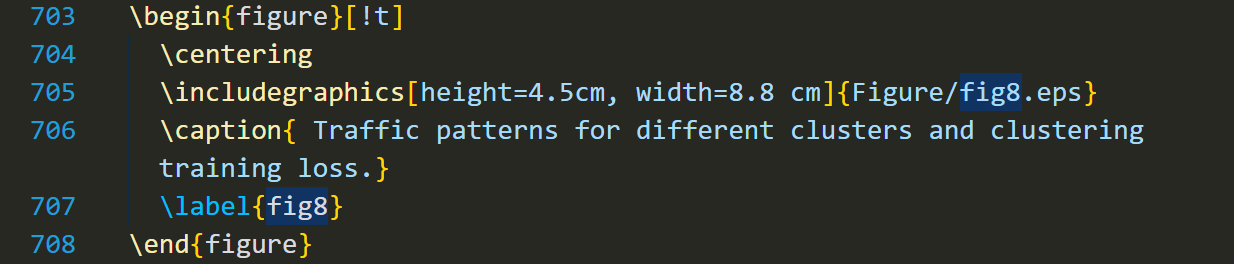 703 \begin{figure}[!t]
704 \centering
705 \includegraphics[height=4.5cm, width=8.8 cm]{Figure/fig8.eps}
706 \caption{ Traffic patterns for different clusters and clustering
training loss.}
707 \label{fig8}
708 \end{figure}